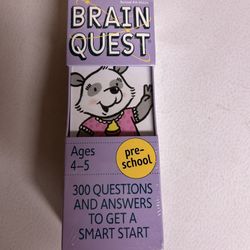 BRAIN
QUEST
Ages
4-5
pre-
school
300 QUESTIONS
AND ANSWERS
TO GET A
SMART START